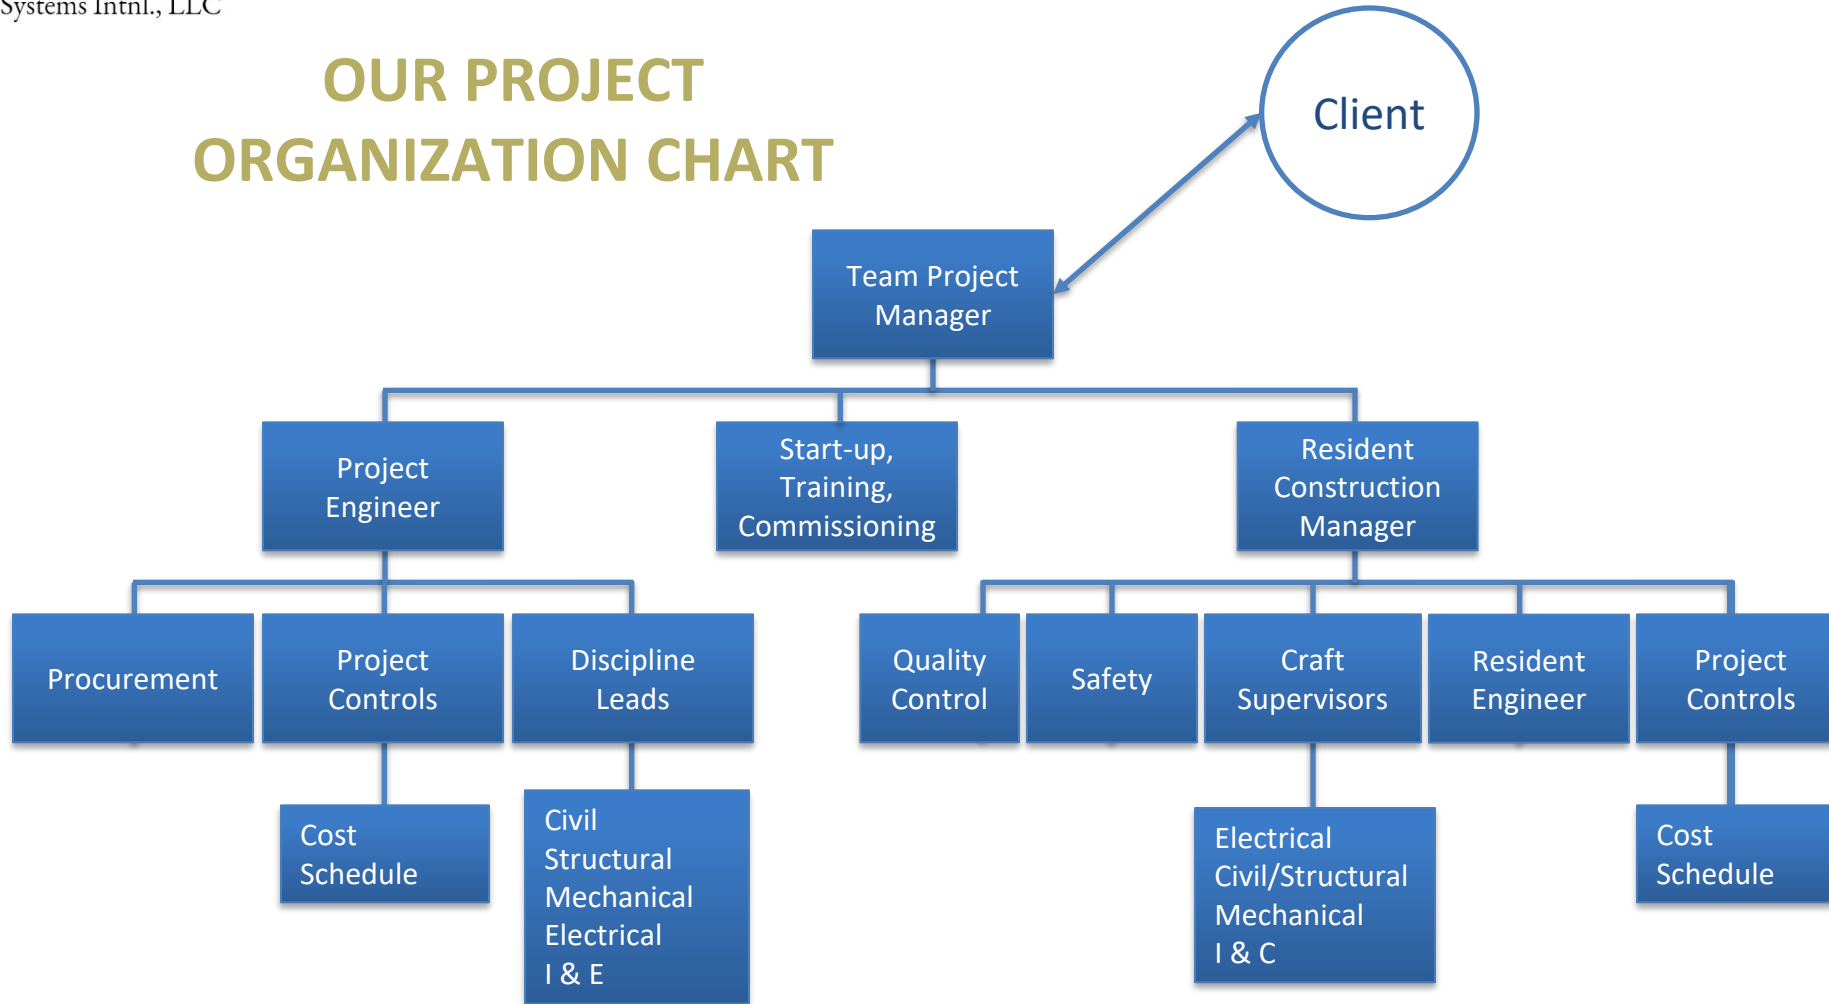 Systems Intnl., LLC
OUR PROJECT
ORGANIZATION CHART
Client
Team Project
Manager
Project
Engineer
Start-up,
Training,
Commissioning
Resident
Construction
Manager
Procurement
Project
Controls
Discipline
Leads
Quality
Control
Safety
Craft
Supervisors
Resident
Engineer
Project
Controls
Cost
Schedule
Civil
Structural
Mechanical
Electrical
I & E
Electrical
Civil/Structural
Mechanical
I & C
Cost
Schedule